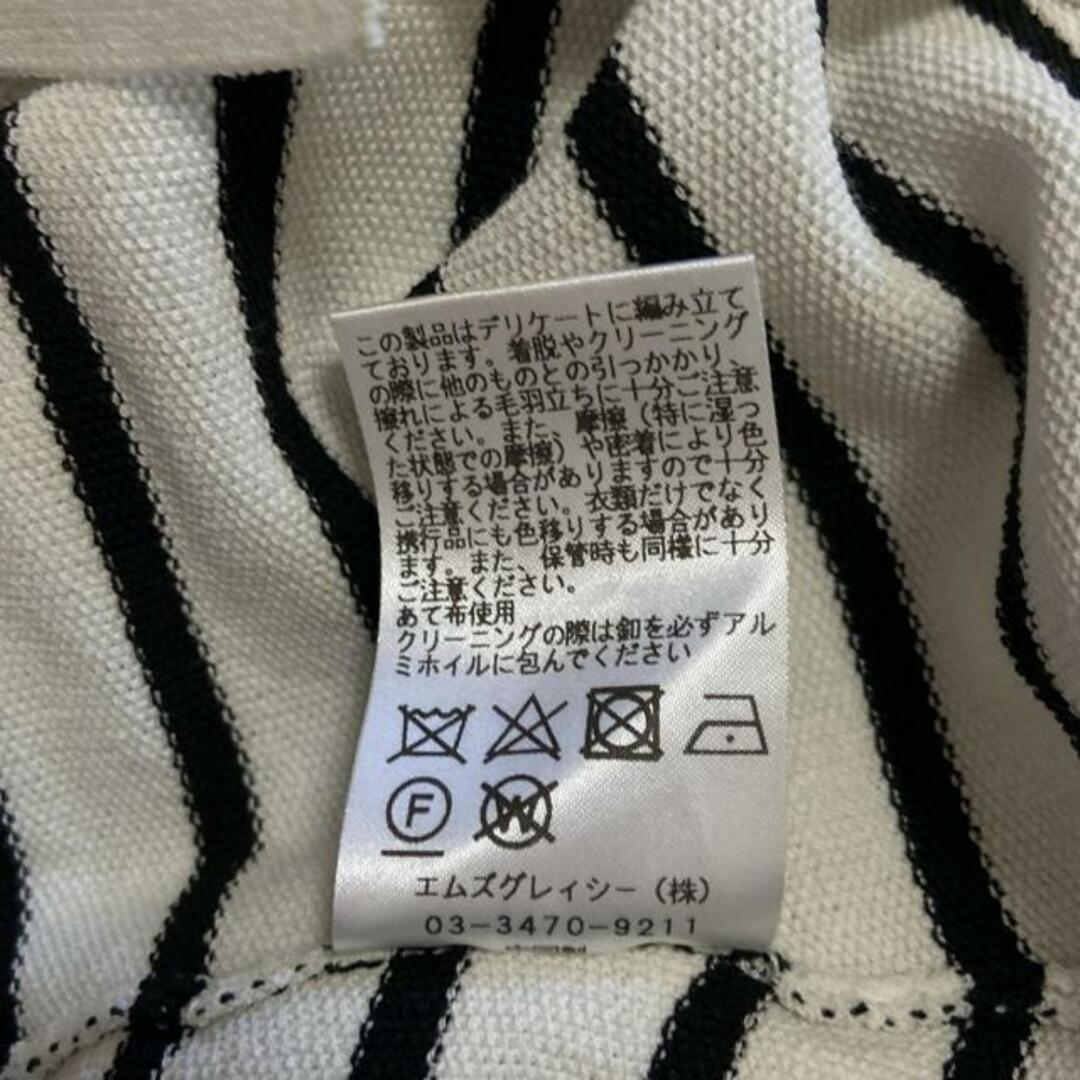 この製品はデリケートに編み立て
ております。着脱やクリーニング
の際に他のものとの引っかかり、
擦れによる毛羽立ちに十分ご注意
ください。また、摩擦（特に湿っ
た状態での摩擦）や密着により色
移りする場合がありますので十分
ご注意ください。衣類だけでなく
携行品にも色移りする場合があり
ます。また、保管時も同様に十分
ご注意ください。
あて布使用
クリーニングの際は釦を必ずアル
ミホイルに包んでください
F W
エムズグレィシー（株）
03-3470-9211